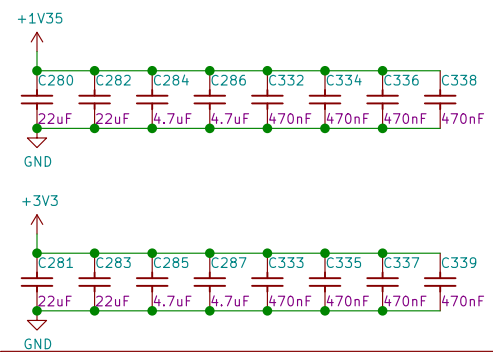 +1V35
C280 C282 C284 C286 C332 C334 C336 C338
22uF 22uF 4.7uF 4.7uF 470nF 470nF 470nF 470nF
GND
+3V3
C281 C283 C285 C287 C333 C335 C337 C339
22uF 22uF 4.7uF 4.7uF 470nF 470nF 470nF 470nF
GND